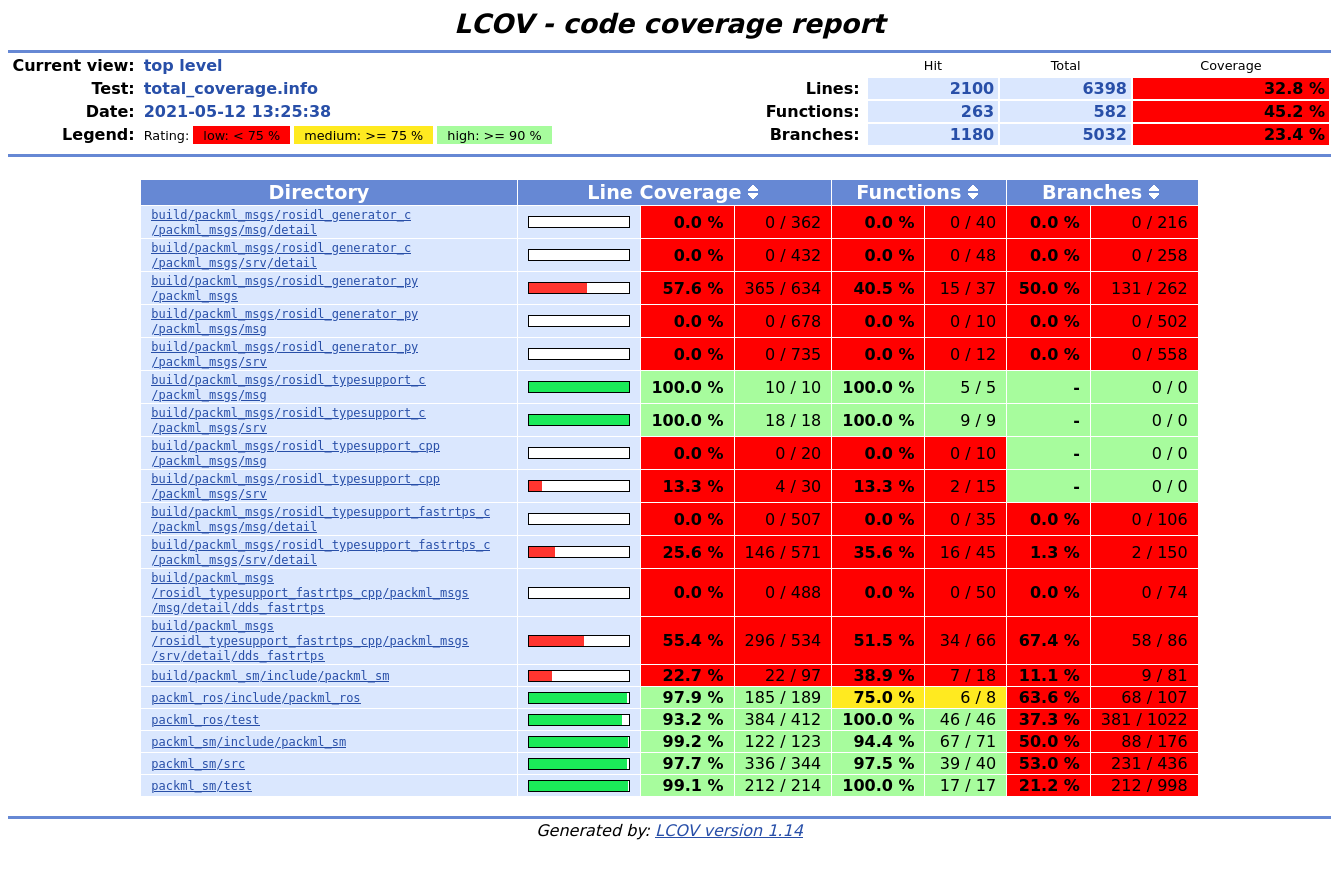 LCOV - code coverage report
Current view: top level Hit Total Coverage
Test: total_coverage.info Lines: 2100 6398 32.8 %
Date: 2021-05-12 13:25:38 Functions: 263 582 45.2 %
Legend: Rating: low: < 75 % medium: >= 75 % high: >= 90 % Branches: 1180 5032 23.4 %
Directory Line Coverage Functions Branches
build/packml_msgs/rosidl_generator_c
/packml_msgs/msg/detail 0.0 % 0 / 362 0.0 % 0 / 40 0.0 % 0 / 216
build/packml_msgs/rosidl_generator_c
/packml_msgs/srv/detail 0.0 % 0 / 432 0.0 % 0 / 48 0.0 % 0 / 258
build/packml_msgs/rosidl_generator_py
/packml_msgs 57.6 % 365 / 634 40.5 % 15 / 37 50.0 % 131 / 262
build/packml_msgs/rosidl_generator_py
/packml_msgs/msg 0.0 % 0 / 678 0.0 % 0 / 10 0.0 % 0 / 502
build/packml_msgs/rosidl_generator_py
/packml_msgs/srv 0.0 % 0 / 735 0.0 % 0 / 12 0.0 % 0 / 558
build/packml_msgs/rosidl_typesupport_c
/packml_msgs/msg 100.0 % 10 / 10 100.0 % 5 / 5 - 0 / 0
build/packml_msgs/rosidl_typesupport_c
/packml_msgs/srv 100.0 % 18 / 18 100.0 % 9 / 9 - 0 / 0
build/packml_msgs/rosidl_typesupport_cpp
/packml_msgs/msg 0.0 % 0 / 20 0.0 % 0 / 10 - 0 / 0
build/packml_msgs/rosidl_typesupport_cpp
/packml_msgs/srv 13.3 % 4 / 30 13.3 % 2 / 15 - 0 / 0
build/packml_msgs/rosidl_typesupport_fastrtps_c
/packml_msgs/msg/detail 0.0 % 0 / 507 0.0 % 0 / 35 0.0 % 0 / 106
build/packml_msgs/rosidl_typesupport_fastrtps_c
/packml_msgs/srv/detail 25.6 % 146 / 571 35.6 % 16 / 45 1.3 % 2 / 150
build/packml_msgs
/rosidl_typesupport_fastrtps_cpp/packml_msgs
/msg/detail/dds_fastrtps 0.0 % 0 / 488 0.0 % 0 / 50 0.0 % 0 / 74
build/packml_msgs
/rosidl_typesupport_fastrtps_cpp/packml_msgs
/srv/detail/dds_fastrtps 55.4 % 296 / 534 51.5 % 34 / 66 67.4 % 58 / 86
build/packml_sm/include/packml_sm 22.7 % 22 / 97 38.9 % 7 / 18 11.1 % 9 / 81
packml_ros/include/packml_ros 97.9 % 185 / 189 75.0 % 6 / 8 63.6 % 68 / 107
packml_ros/test 93.2 % 384 / 412 100.0 % 46 / 46 37.3 % 381 / 1022
packml_sm/include/packml_sm 99.2 % 122 / 123 94.4 % 67 / 71 50.0 % 88 / 176
packml_sm/src 97.7 % 336 / 344 97.5 % 39 / 40 53.0 % 231 / 436
packml_sm/test 99.1 % 212 / 214 100.0 % 17 / 17 21.2 % 212 / 998
Generated by: LCOV version 1.14